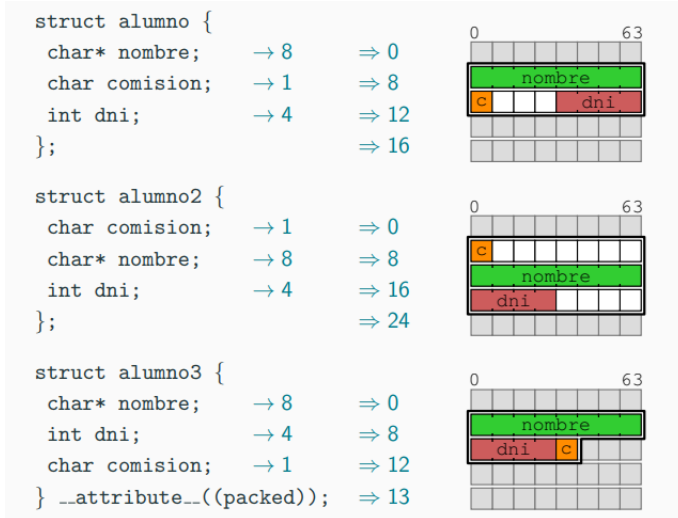 struct alumno {
char* nombre; → 8 ⇒ 0
char comision; → 1 ⇒ 8
int dni; → 4 ⇒ 12
}; ⇒ 16
0 63
nombre
c dni
struct alumno2 {
char comision; → 1 ⇒ 0
char* nombre; → 8 ⇒ 8
int dni; → 4 ⇒ 16
}; ⇒ 24
0 63
c
nombre
dni
struct alumno3 {
char* nombre; → 8 ⇒ 0
int dni; → 4 ⇒ 8
char comision; → 1 ⇒ 12
} __attribute__((packed)); ⇒ 13
0 63
nombre
dni c